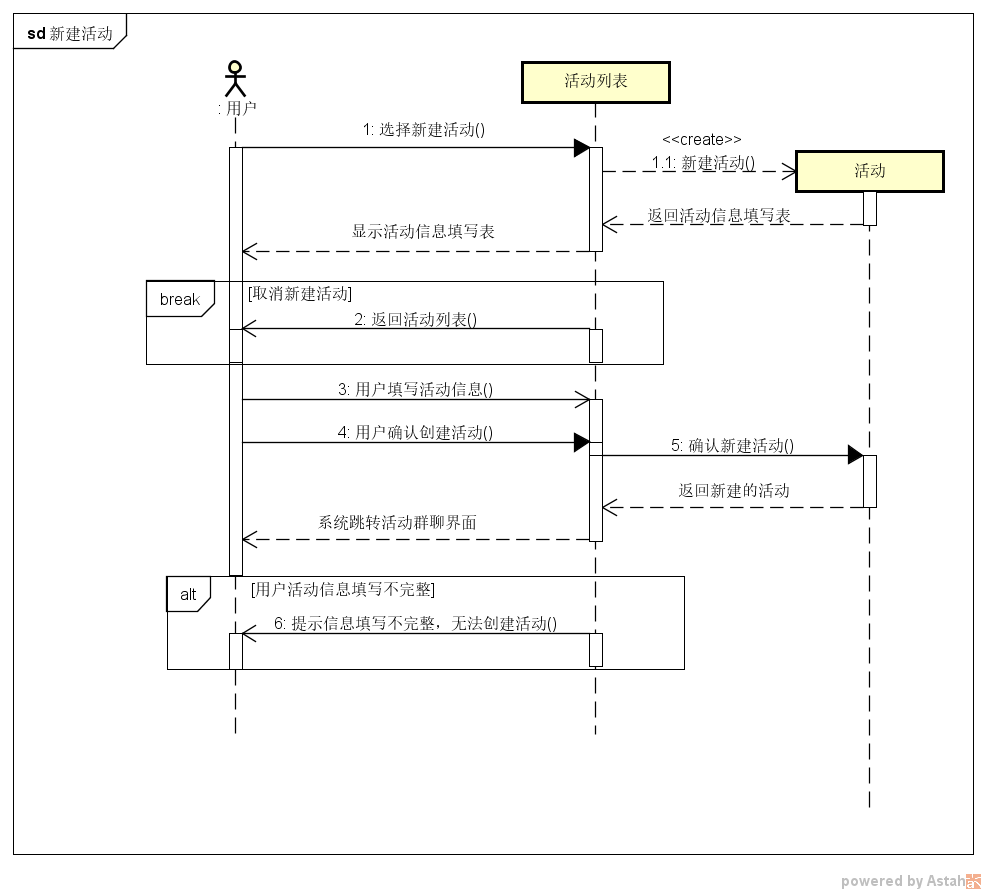 sd 新建活动
: 用户
活动列表
1: 选择新建活动()
<<create>>
1.1: 新建活动()
活动
返回活动信息填写表
显示活动信息填写表
break
[取消新建活动]
2: 返回活动列表()
3: 用户填写活动信息()
4: 用户确认创建活动()
5: 确认新建活动()
返回新建的活动
系统跳转活动群聊界面
alt
[用户活动信息填写不完整]
6: 提示信息填写不完整，无法创建活动()
powered by Astah